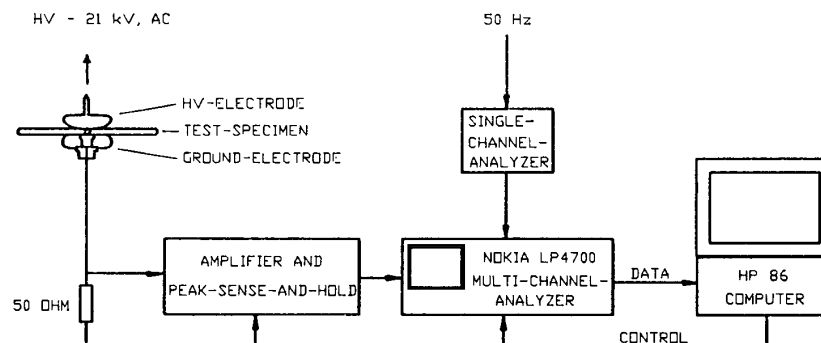 HV - 21 kV, AC
50 Hz
HV-ELECTRODE
TEST-SPECIMEN
GROUND-ELECTRODE
SINGLE-
CHANNEL-
ANALYZER
AMPLIFIER AND
PEAK-SENSE-AND-HOLD
NOKIA LP4700
MULTI-CHANNEL-
ANALYZER
DATA
HP 86
COMPUTER
50 OHM
CONTROL